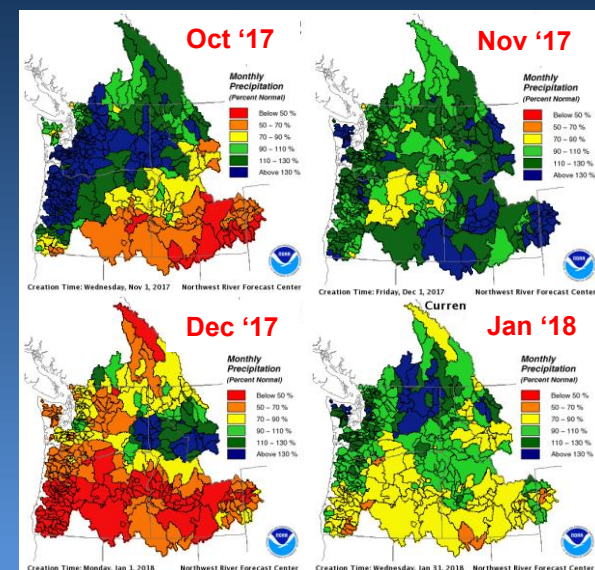 Oct '17
Monthly
Precipitation
(Percent Normal)
Below 50 %
50 – 70 %
70 – 90 %
90 – 110 %
110 – 130 %
Above 130 %
NOAA
Creation Time: Wednesday, Nov 1, 2017 Northwest River Forecast Center
Nov '17
Monthly
Precipitation
(Percent Normal)
Below 50 %
50 – 70 %
70 – 90 %
90 – 110 %
110 – 130 %
Above 130 %
NOAA
Creation Time: Friday, Dec 1, 2017 Northwest River Forecast Center
Dec '17
Monthly
Precipitation
(Percent Normal)
Below 50 %
50 – 70 %
70 – 90 %
90 – 110 %
110 – 130 %
Above 130 %
NOAA
Creation Time: Monday, Jan 1, 2018 Northwest River Forecast Center
Curren
Jan '18
Monthly
Precipitation
(Percent Normal)
Below 50 %
50 – 70 %
70 – 90 %
90 – 110 %
110 – 130 %
Above 130 %
NOAA
Creation Time: Wednesday, Jan 31, 2018 Northwest River Forecast Center